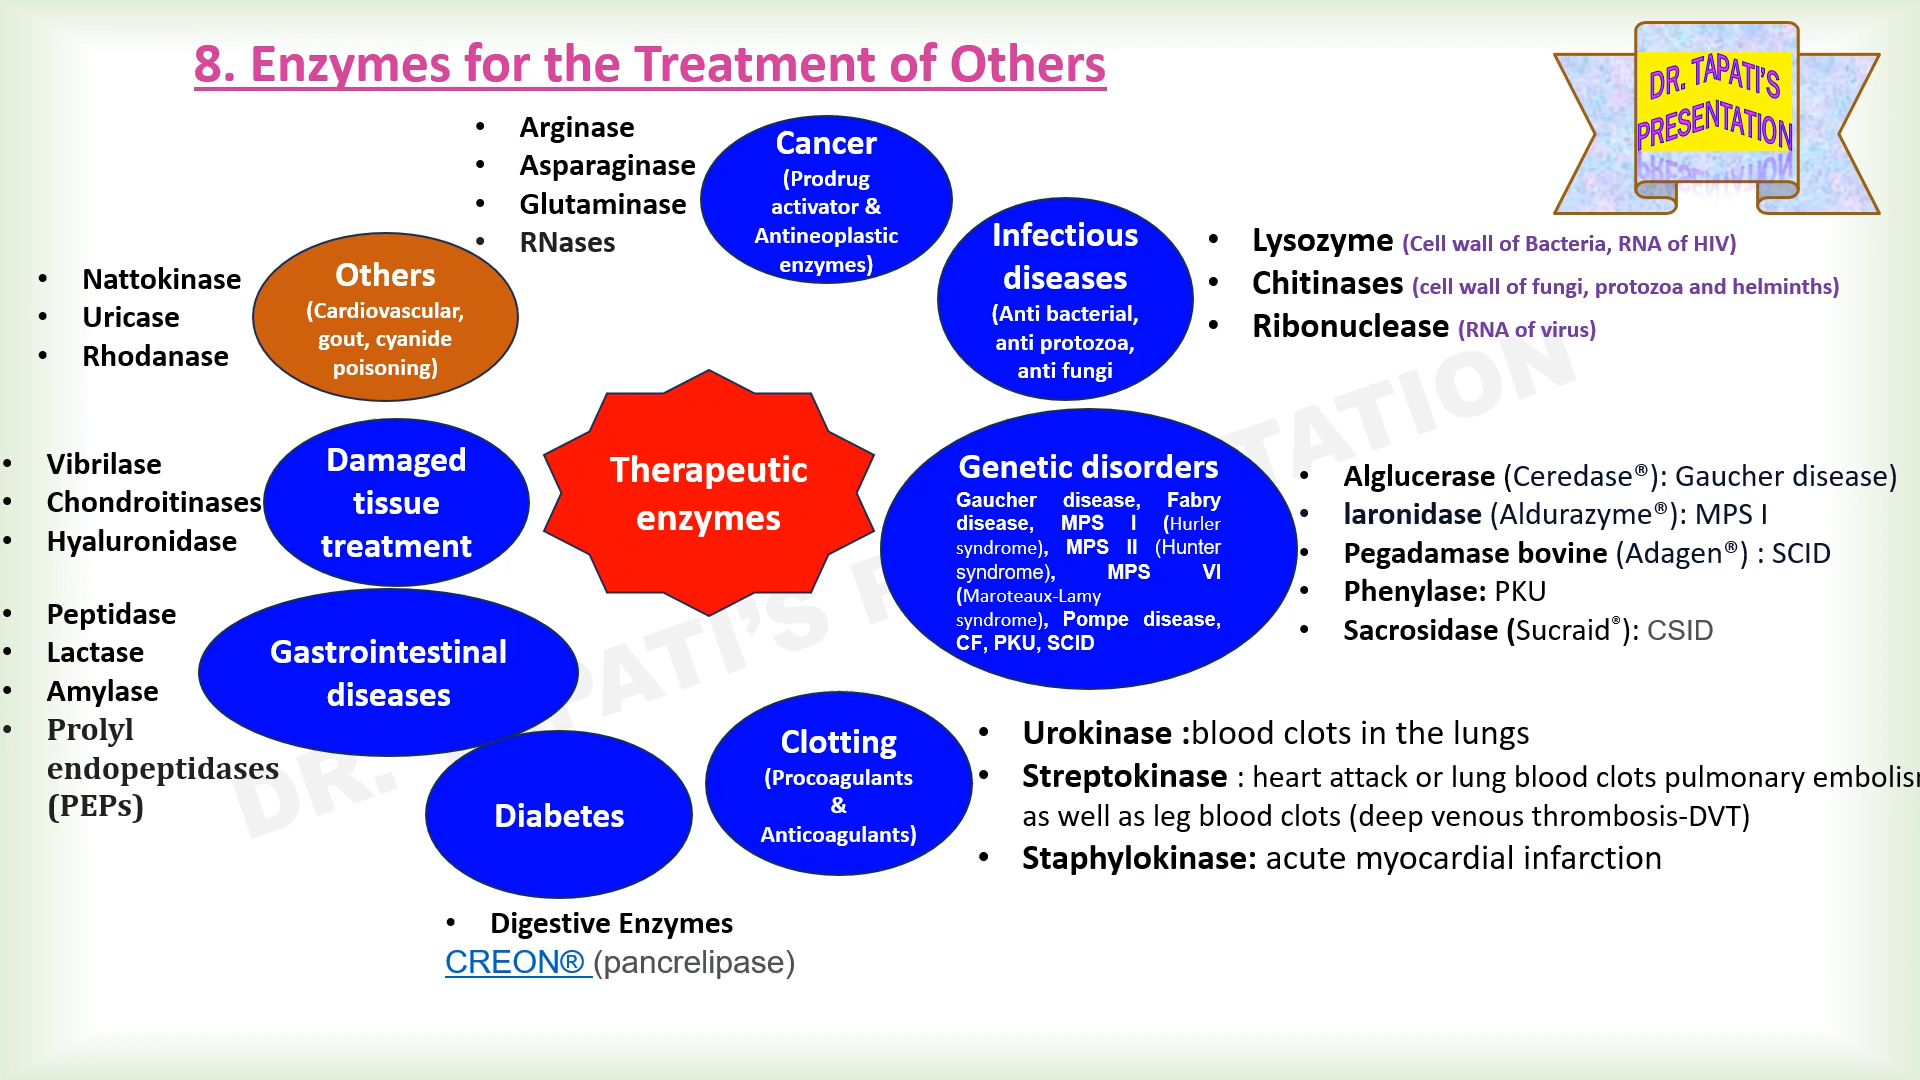 8. Enzymes for the Treatment of Others
DR. TAPATI'S
PRESENTATION
• Arginase
• Asparaginase
• Glutaminase
• RNases
Cancer
(Prodrug
activator &
Antineoplastic
enzymes)
Infectious
diseases
(Anti bacterial,
anti protozoa,
anti fungi
• Lysozyme (Cell wall of Bacteria, RNA of HIV)
• Chitinases (cell wall of fungi, protozoa and helminths)
• Ribonuclease (RNA of virus)
• Nattokinase
• Uricase
• Rhodanase
Others
(Cardiovascular,
gout, cyanide
poisoning)
Therapeutic
enzymes
• Vibrilase
• Chondroitinases
• Hyaluronidase
Damaged
tissue
treatment
Genetic disorders
Gaucher disease, Fabry
disease, MPS I (Hurler
syndrome), MPS II (Hunter
syndrome), MPS VI
(Maroteaux-Lamy
syndrome), Pompe disease,
CF, PKU, SCID
• Alglucerase (Ceredase®): Gaucher disease)
• laronidase (Aldurazyme®): MPS I
• Pegadamase bovine (Adagen®) : SCID
• Phenylase: PKU
• Sacrosidase (Sucraid®): CSID
• Peptidase
• Lactase
• Amylase
• Prolyl
endopeptidases
(PEPs)
Gastrointestinal
diseases
Diabetes
• Digestive Enzymes
CREON® (pancrelipase)
Clotting
(Procoagulants
&
Anticoagulants)
• Urokinase :blood clots in the lungs
• Streptokinase : heart attack or lung blood clots pulmonary embolis
as well as leg blood clots (deep venous thrombosis-DVT)
• Staphylokinase: acute myocardial infarction